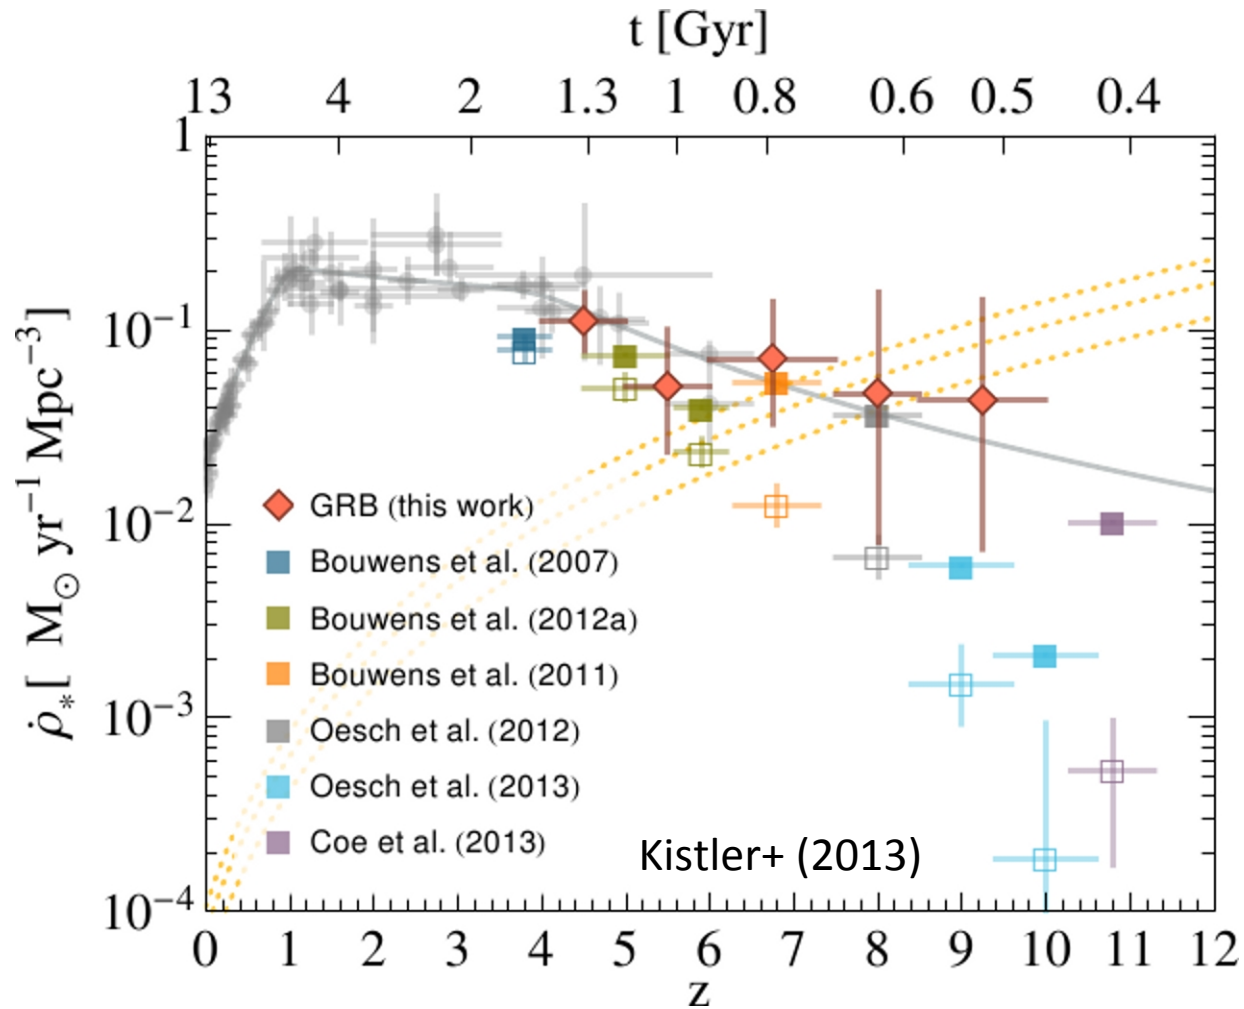 t [Gyr]
13 4 2 1.3 1 0.8 0.6 0.5 0.4
1
10⁻¹
10⁻²
10⁻³
10⁻⁴
ρ̇* [ M⊙ yr⁻¹ Mpc⁻³]
GRB (this work)
Bouwens et al. (2007)
Bouwens et al. (2012a)
Bouwens et al. (2011)
Oesch et al. (2012)
Oesch et al. (2013)
Coe et al. (2013)
Kistler+ (2013)
0 1 2 3 4 5 6 7 8 9 10 11 12
z